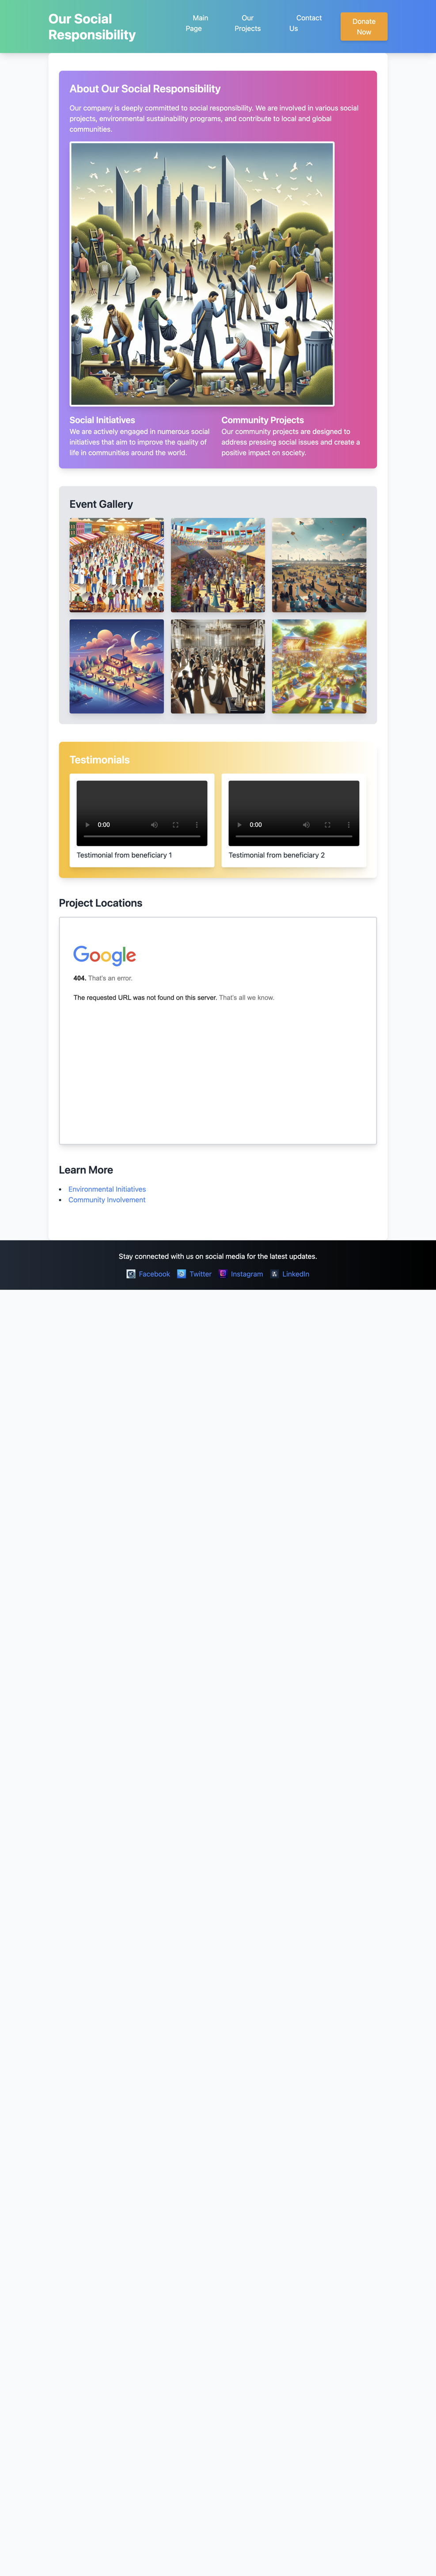 Our Social
Responsibility
Main
Page
Our
Projects
Contact
Us
Donate
Now
About Our Social Responsibility
Our company is deeply committed to social responsibility. We are involved in various social
projects, environmental sustainability programs, and contribute to local and global
communities.
Social Initiatives
We are actively engaged in numerous social
initiatives that aim to improve the quality of
life in communities around the world.
Community Projects
Our community projects are designed to
address pressing social issues and create a
positive impact on society.
Event Gallery
Testimonials
0:00
Testimonial from beneficiary 1
0:00
Testimonial from beneficiary 2
Project Locations
Google
404. That's an error.
The requested URL was not found on this server. That's all we know.
Learn More
Environmental Initiatives
Community Involvement
Stay connected with us on social media for the latest updates.
Facebook Twitter Instagram LinkedIn